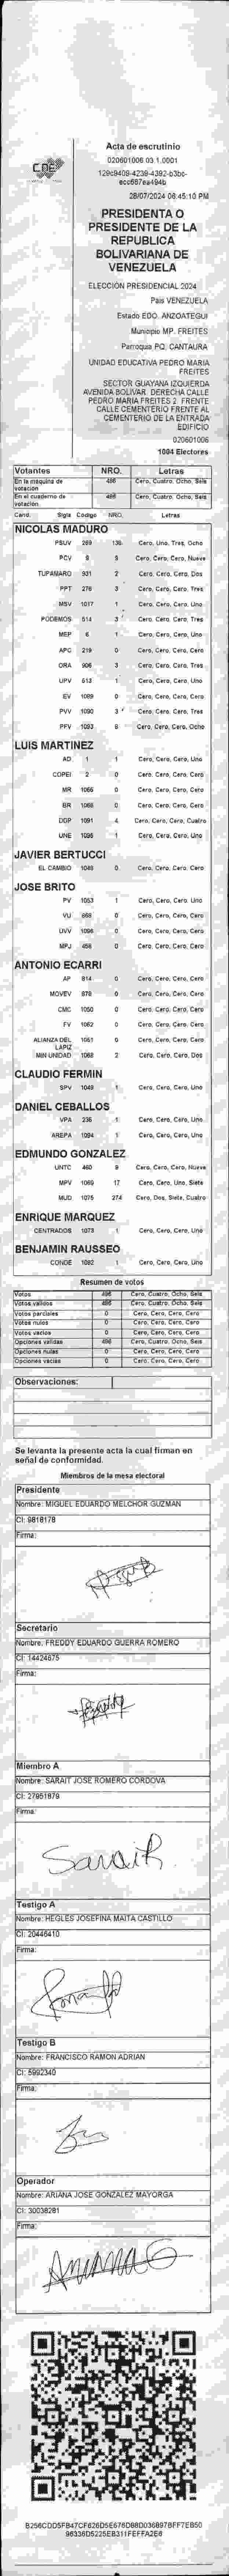 CNE
Acta de escrutinio
020601006.03.1.0001
129c9409-4239-4392-b3bc-
ecc667ea494b
28/07/2024 06:45:10 PM
PRESIDENTA O
PRESIDENTE DE LA
REPUBLICA
BOLIVARIANA DE
VENEZUELA
ELECCION PRESIDENCIAL 2024
Pais VENEZUELA
Estado EDO. ANZOATEGUI
Municipio MP. FREITES
Parroquia PQ. CANTAURA
UNIDAD EDUCATIVA PEDRO MARIA
FREITES
SECTOR GUAYANA IZQUIERDA
AVENIDA BOLIVAR. DERECHA CALLE
PEDRO MARIA FREITES 2. FRENTE
CALLE CEMENTERIO FRENTE AL
CEMENTERIO DE LA ENTRADA
EDIFICIO
020601006
1004 Electores
Votantes NRO. Letras
En la máquina de votación 486 Cero, Cuatro, Ocho, Seis
En el cuaderno de votación 486 Cero, Cuatro, Ocho, Seis
Cand. Sigla Codigo NRO. Letras
NICOLAS MADURO
PSUV 269 138 Cero, Uno, Tres, Ocho
PCV 9 9 Cero, Cero, Cero, Nueve
TUPAMARO 931 2 Cero, Cero, Cero, Dos
PPT 276 3 Cero, Cero, Cero, Tres
MSV 1017 1 Cero, Cero, Cero, Uno
PODEMOS 514 3 Cero, Cero, Cero, Tres
MEP 6 1 Cero, Cero, Cero, Uno
APC 219 0 Cero, Cero, Cero, Cero
ORA 906 3 Cero, Cero, Cero, Tres
UPV 513 1 Cero, Cero, Cero, Uno
EV 1089 0 Cero, Cero, Cero, Cero
PVV 1090 3 Cero, Cero, Cero, Tres
PFV 1093 8 Cero, Cero, Cero, Ocho
LUIS MARTINEZ
AD 1 1 Cero, Cero, Cero, Uno
COPEI 2 0 Cero, Cero, Cero, Cero
MR 1066 0 Cero, Cero, Cero, Cero
BR 1068 0 Cero, Cero, Cero, Cero
DDP 1091 4 Cero, Cero, Cero, Cuatro
UNE 1096 1 Cero, Cero, Cero, Uno
JAVIER BERTUCCI
EL CAMBIO 1048 0 Cero, Cero, Cero, Cero
JOSE BRITO
PV 1053 1 Cero, Cero, Cero, Uno
VU 668 0 Cero, Cero, Cero, Cero
UVV 1098 0 Cero, Cero, Cero, Cero
MPJ 456 0 Cero, Cero, Cero, Cero
ANTONIO ECARRI
AP 814 0 Cero, Cero, Cero, Cero
MOVEV 978 0 Cero, Cero, Cero, Cero
CMC 1050 0 Cero, Cero, Cero, Cero
FV 1062 0 Cero, Cero, Cero, Cero
ALIANZA DEL LAPIZ 1061 0 Cero, Cero, Cero, Cero
MIN UNIDAD 1068 2 Cero, Cero, Cero, Dos
CLAUDIO FERMIN
SPV 1049 1 Cero, Cero, Cero, Uno
DANIEL CEBALLOS
VPA 236 1 Cero, Cero, Cero, Uno
AREPA 1094 1 Cero, Cero, Cero, Uno
EDMUNDO GONZALEZ
UNTC 460 9 Cero, Cero, Cero, Nueve
MPV 1069 17 Cero, Cero, Uno, Siete
MUD 1075 274 Cero, Dos, Siete, Cuatro
ENRIQUE MARQUEZ
CENTRADOS 1073 1 Cero, Cero, Cero, Uno
BENJAMIN RAUSSEO
CONDE 1082 1 Cero, Cero, Cero, Uno
Resumen de votos
Votos 486 Cero, Cuatro, Ocho, Seis
Votos validos 486 Cero, Cuatro, Ocho, Seis
Votos parciales 0 Cero, Cero, Cero, Cero
Votos nulos 0 Cero, Cero, Cero, Cero
Votos vacios 0 Cero, Cero, Cero, Cero
Opciones validas 486 Cero, Cuatro, Ocho, Seis
Opciones nulas 0 Cero, Cero, Cero, Cero
Opciones vacias 0 Cero, Cero, Cero, Cero
Observaciones:
Se levanta la presente acta la cual firman en
señal de conformidad.
Miembros de la mesa electoral
Presidente
Nombre: MIGUEL EDUARDO MELCHOR GUZMAN
CI: 9818178
Firma:
Secretario
Nombre: FREDDY EDUARDO GUERRA ROMERO
CI: 14424675
Firma:
Miembro A
Nombre: SARAIT JOSE ROMERO CORDOVA
CI: 27951879
Firma:
Sarait R.
Testigo A
Nombre: HEGLES JOSEFINA MAITA CASTILLO
CI: 20446410
Firma:
Testigo B
Nombre: FRANCISCO RAMON ADRIAN
CI: 5992340
Firma:
Operador
Nombre: ARIANA JOSE GONZALEZ MAYORGA
CI: 30038281
Firma:
Ariana G
B256CDD5FB47CF626D5E676D88D036897BFF7EB50
96336D5225EB311FEFFA2E6